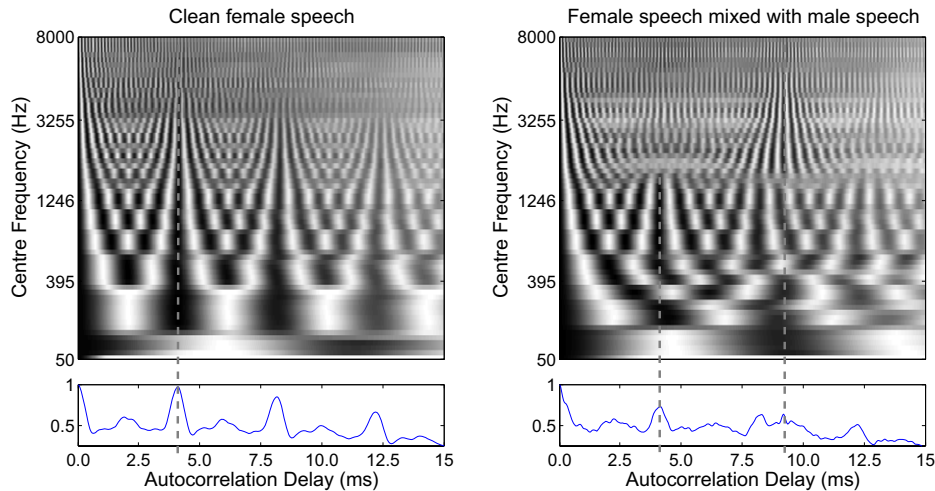 Clean female speech
8000
3255
1246
395
50
Centre Frequency (Hz)
1
0.5
0.0 2.5 5.0 7.5 10.0 12.5 15
Autocorrelation Delay (ms)
Female speech mixed with male speech
8000
3255
1246
395
50
Centre Frequency (Hz)
1
0.5
0.0 2.5 5.0 7.5 10.0 12.5 15
Autocorrelation Delay (ms)